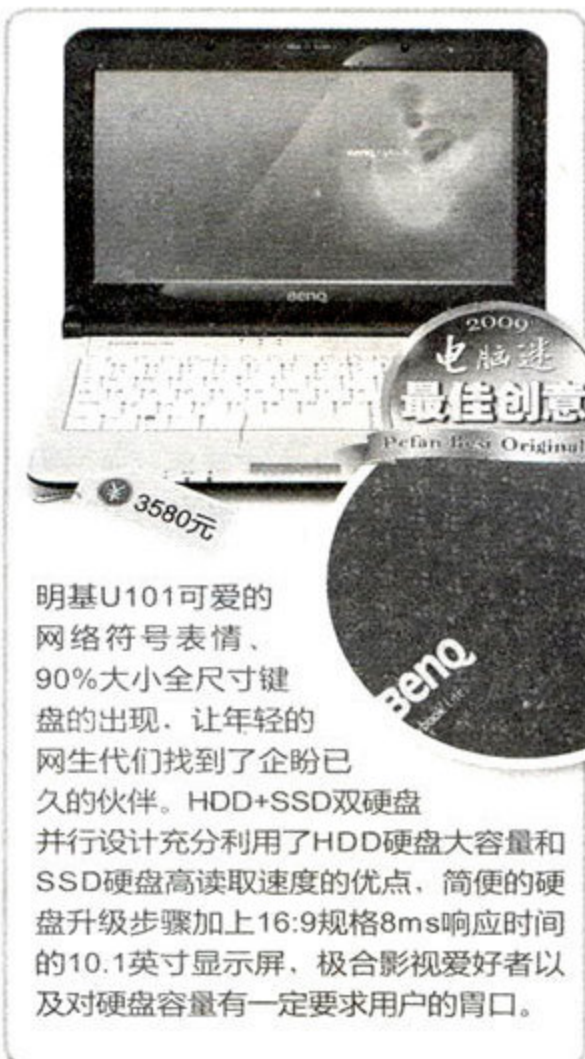 BenQ
2009
电脑迷
最佳创意
Pcfan Best Original
¥ 3580元
BenQ
明基U101可爱的
网络符号表情、
90%大小全尺寸键
盘的出现，让年轻的
网生代们找到了企盼已
久的伙伴。HDD+SSD双硬盘
并行设计充分利用了HDD硬盘大容量和
SSD硬盘高读取速度的优点，简便的硬
盘升级步骤加上16:9规格8ms响应时间
的10.1英寸显示屏，极合影视爱好者以
及对硬盘容量有一定要求用户的胃口。